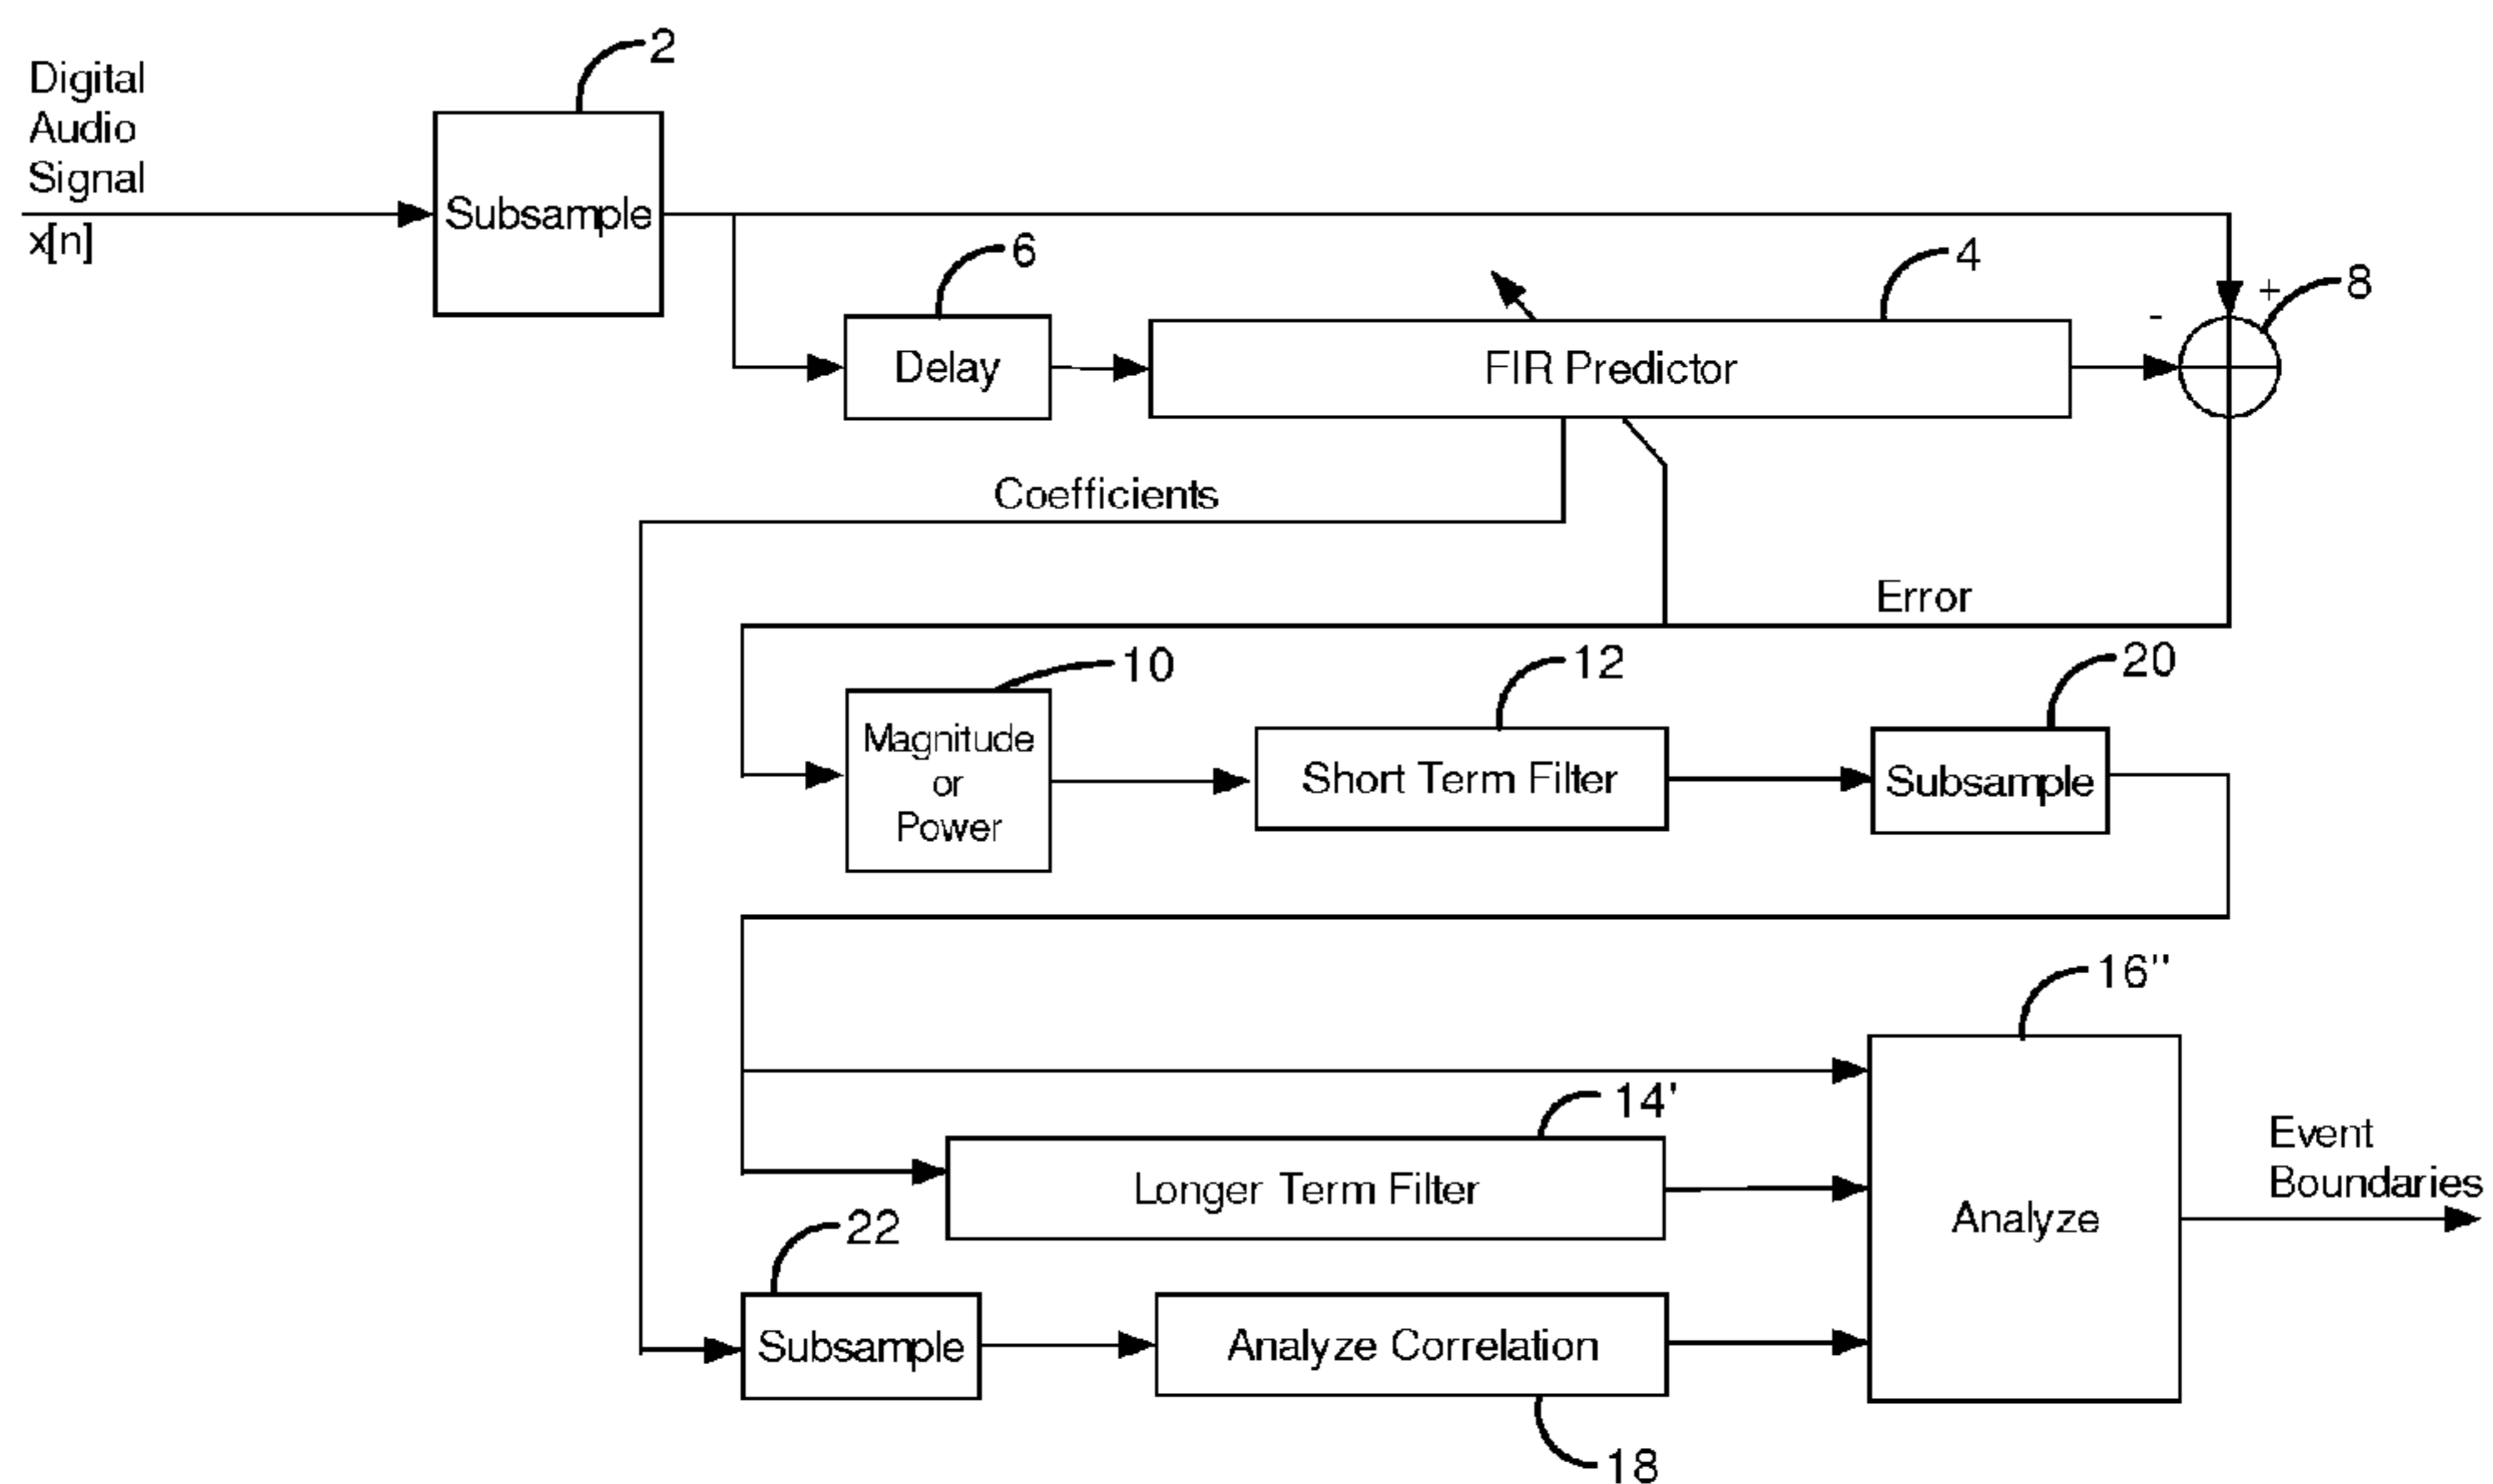 2
Digital
Audio
Signal
x[n]
Subsample
6
4
+
8
-
Delay
FIR Predictor
Coefficients
Error
10
12
20
Magnitude
or
Power
Short Term Filter
Subsample
16"
14'
Longer Term Filter
Event
Boundaries
Analyze
22
Subsample
Analyze Correlation
18